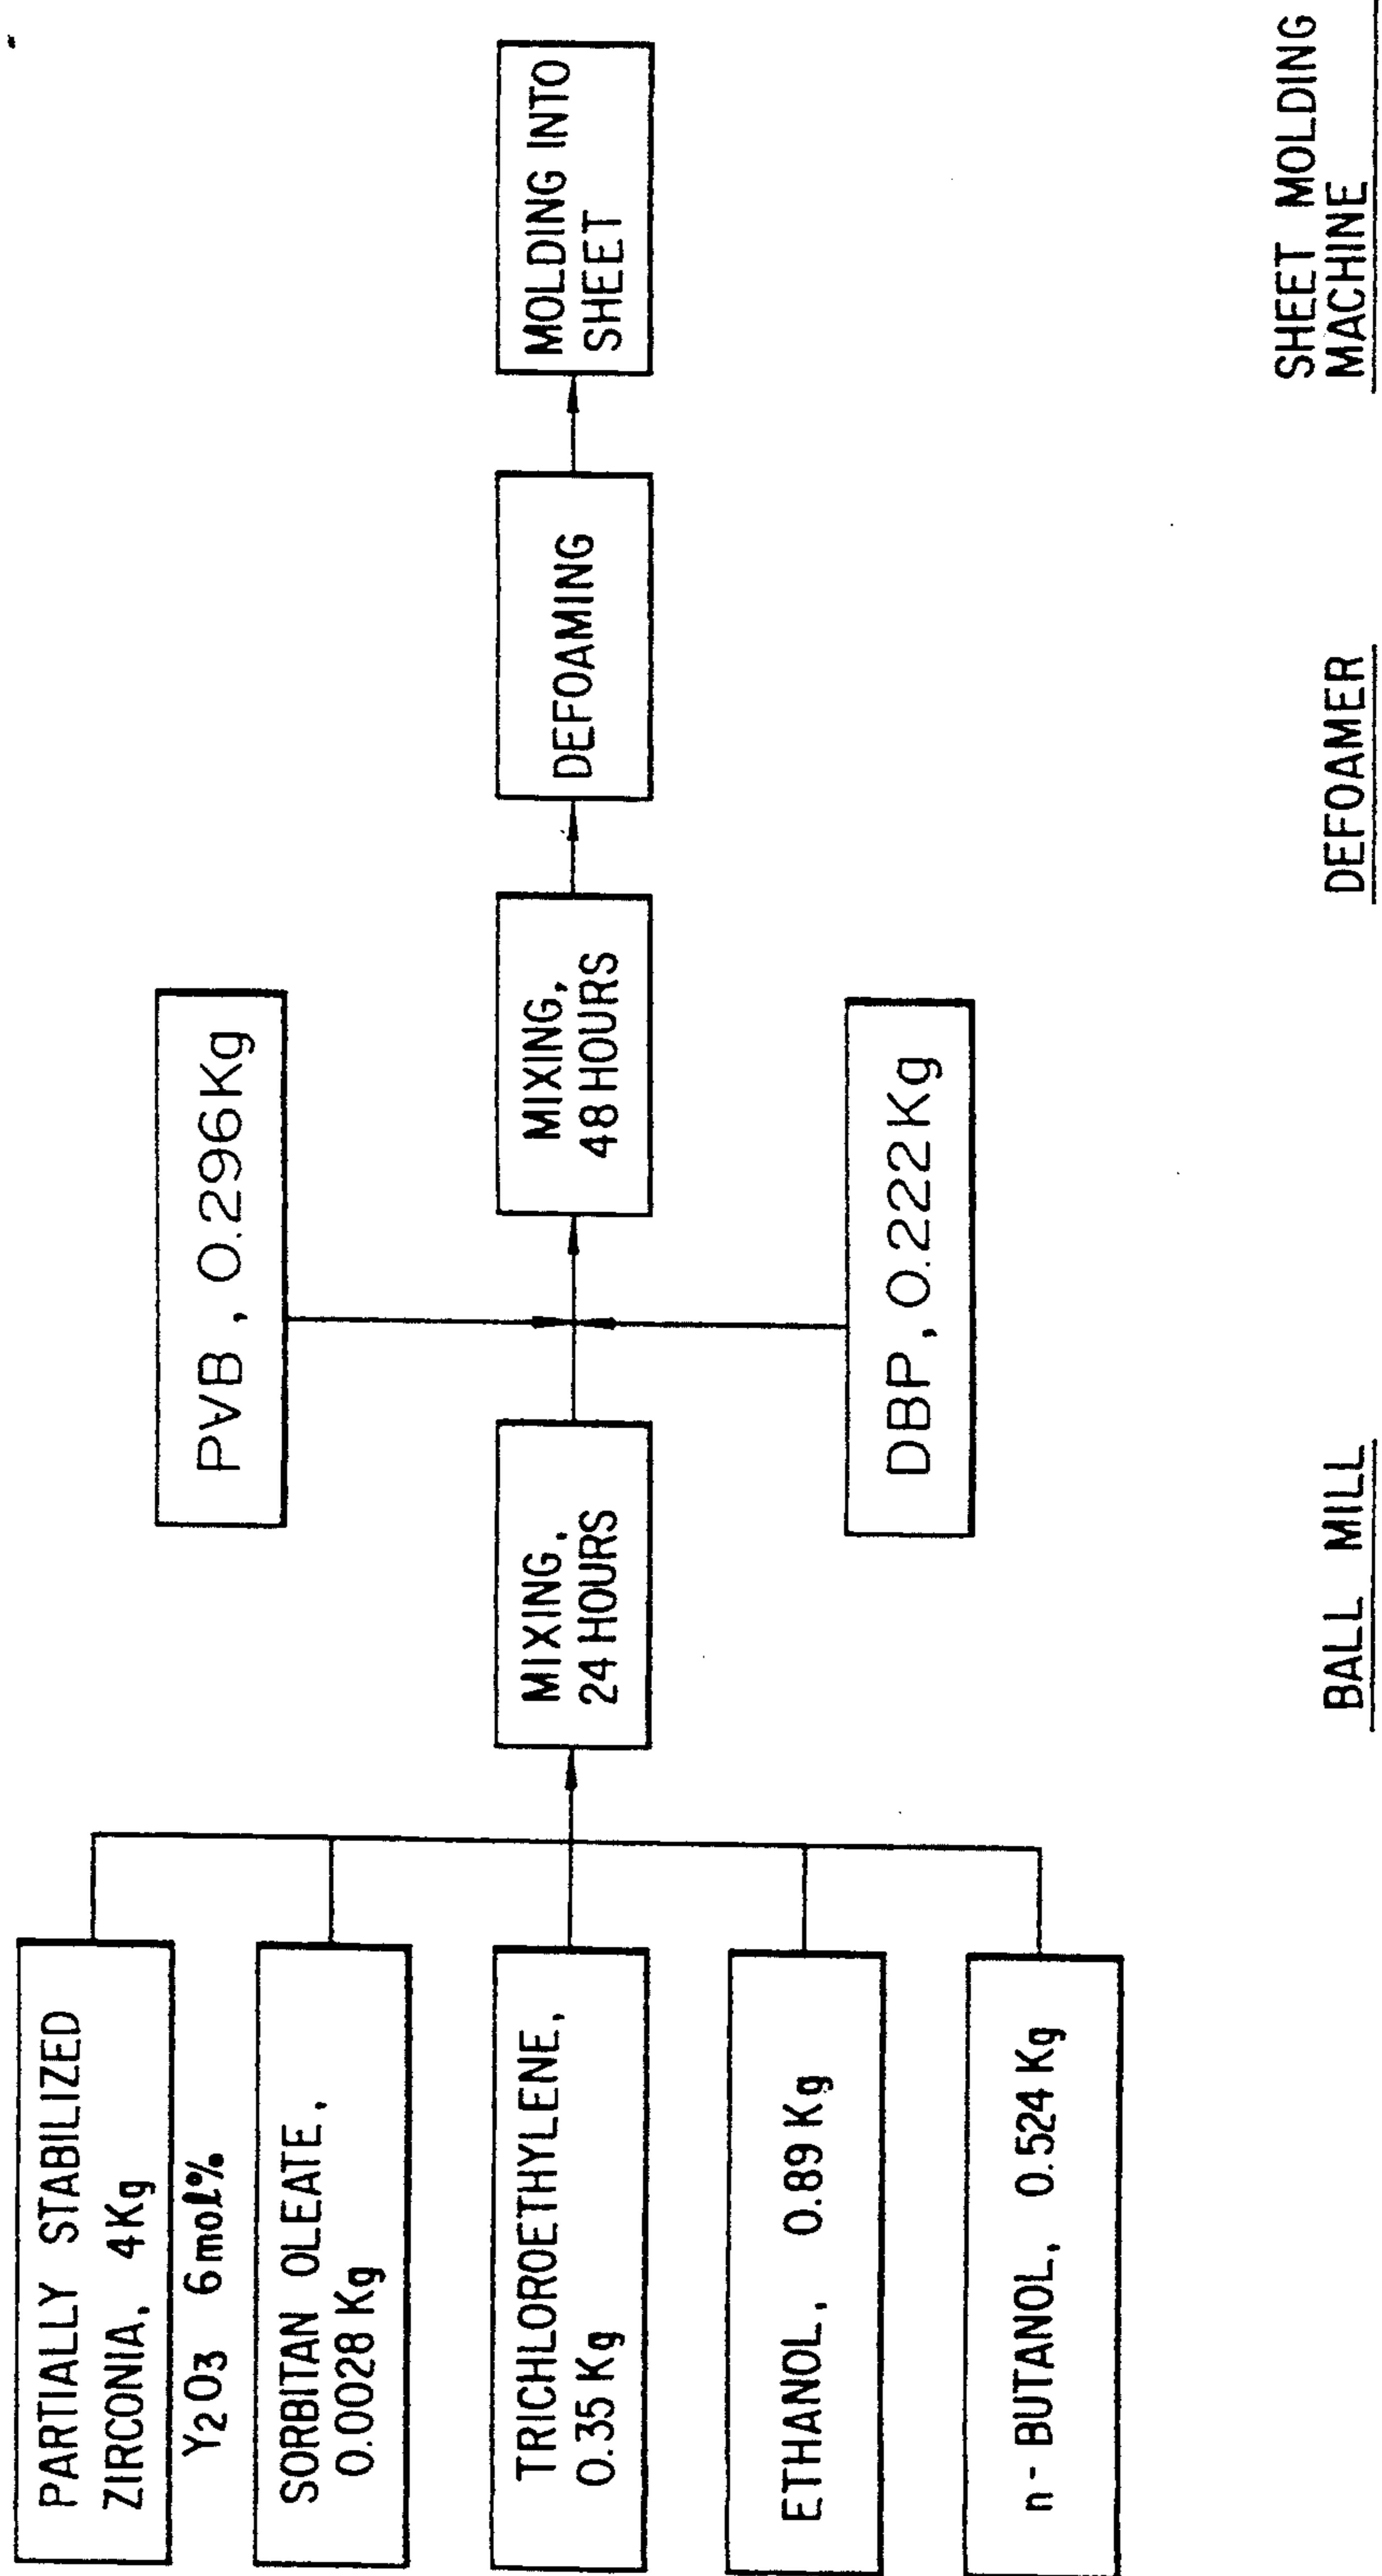 PARTIALLY STABILIZED
ZIRCONIA, 4Kg
Y2O3 6mol%
SORBITAN OLEATE,
0.0028 Kg
TRICHLOROETHYLENE,
0.35 Kg
ETHANOL, 0.89 Kg
n-BUTANOL, 0.524 Kg
MIXING,
24 HOURS
PVB, 0.296Kg
DBP, 0.222Kg
MIXING,
48 HOURS
DEFOAMING
MOLDING INTO
SHEET
BALL MILL
DEFOAMER
SHEET MOLDING
MACHINE